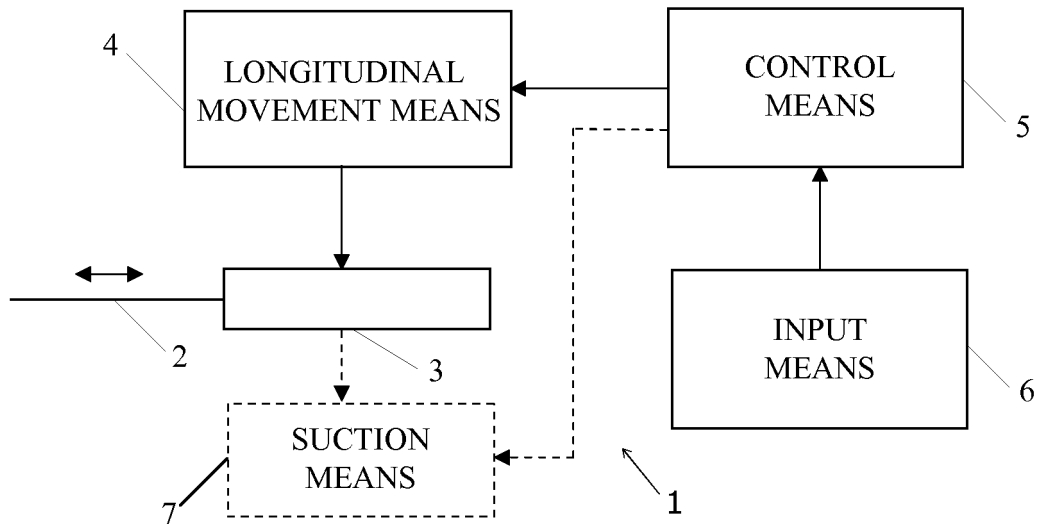 4
LONGITUDINAL
MOVEMENT MEANS
CONTROL
MEANS
5
2
3
INPUT
MEANS
6
SUCTION
MEANS
7
1